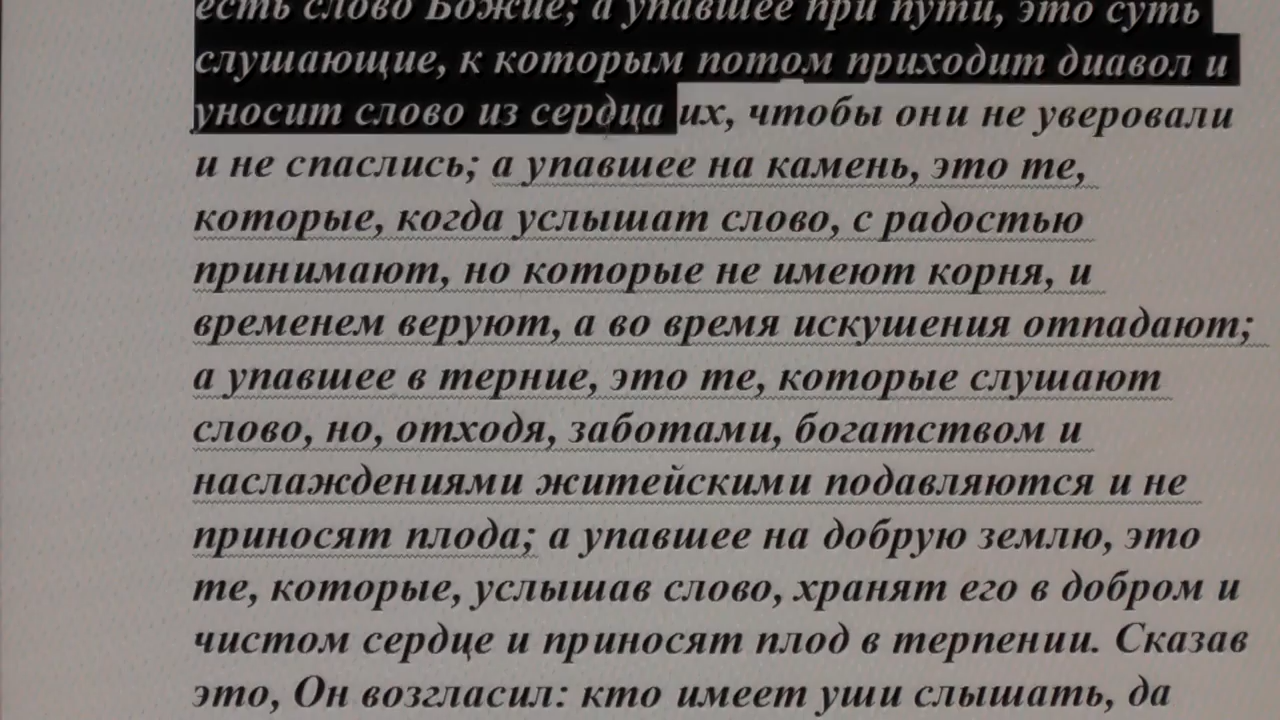 есть слово Божие; а упавшее при пути, это суть
слушающие, к которым потом приходит диавол и
уносит слово из сердца их, чтобы они не уверовали
и не спаслись; а упавшее на камень, это те,
которые, когда услышат слово, с радостью
принимают, но которые не имеют корня, и
временем веруют, а во время искушения отпадают;
а упавшее в терние, это те, которые слушают
слово, но, отходя, заботами, богатством и
наслаждениями житейскими подавляются и не
приносят плода; а упавшее на добрую землю, это
те, которые, услышав слово, хранят его в добром и
чистом сердце и приносят плод в терпении. Сказав
это, Он возгласил: кто имеет уши слышать, да